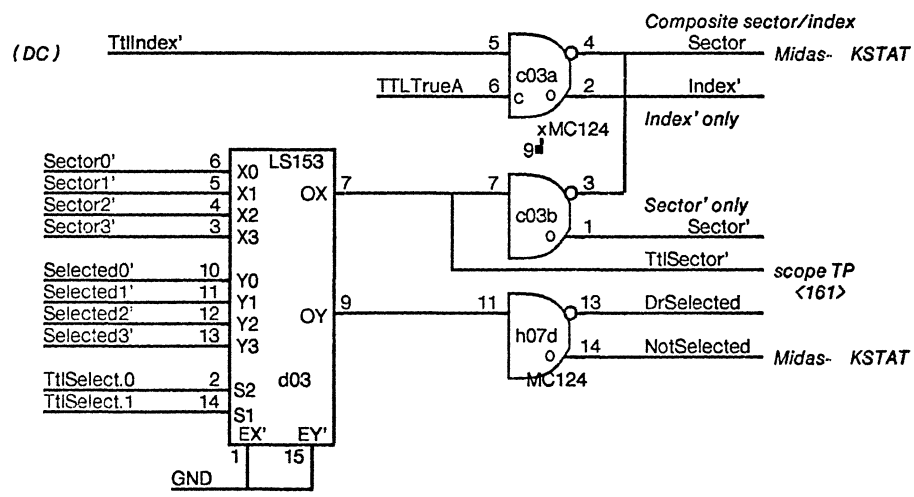 Composite sector/index
(DC) TtlIndex' 5 4 Sector Midas- KSTAT
c03a
TTLTrueA 6 c O 2 Index'
Index' only
xMC124
9
LS153
Sector0' 6 X0
Sector1' 5 X1 OX 7 7 3
Sector2' 4 X2 c03b Sector' only
Sector3' 3 X3 O 1 Sector'
TtlSector' scope TP
<161>
Selected0' 10 Y0
Selected1' 11 Y1
Selected2' 12 Y2 OY 9 11 13 DrSelected
Selected3' 13 Y3 h07d
O 14 NotSelected Midas- KSTAT
MC124
TtlSelect.0 2 S2 d03
TtlSelect.1 14 S1
EX' EY'
1 15
GND